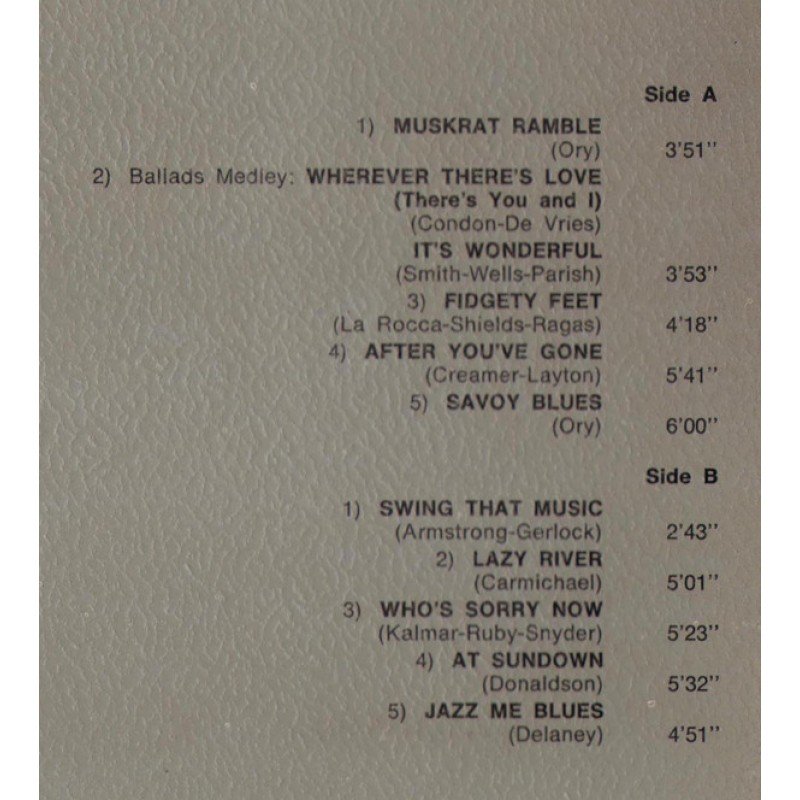 Side A
1) MUSKRAT RAMBLE
(Ory) 3'51"
2) Ballads Medley: WHEREVER THERE'S LOVE
(There's You and I)
(Condon-De Vries)
IT'S WONDERFUL
(Smith-Wells-Parish) 3'53"
3) FIDGETY FEET
(La Rocca-Shields-Ragas) 4'18"
4) AFTER YOU'VE GONE
(Creamer-Layton) 5'41"
5) SAVOY BLUES
(Ory) 6'00"
Side B
1) SWING THAT MUSIC
(Armstrong-Gerlock) 2'43"
2) LAZY RIVER
(Carmichael) 5'01"
3) WHO'S SORRY NOW
(Kalmar-Ruby-Snyder) 5'23"
4) AT SUNDOWN
(Donaldson) 5'32"
5) JAZZ ME BLUES
(Delaney) 4'51"